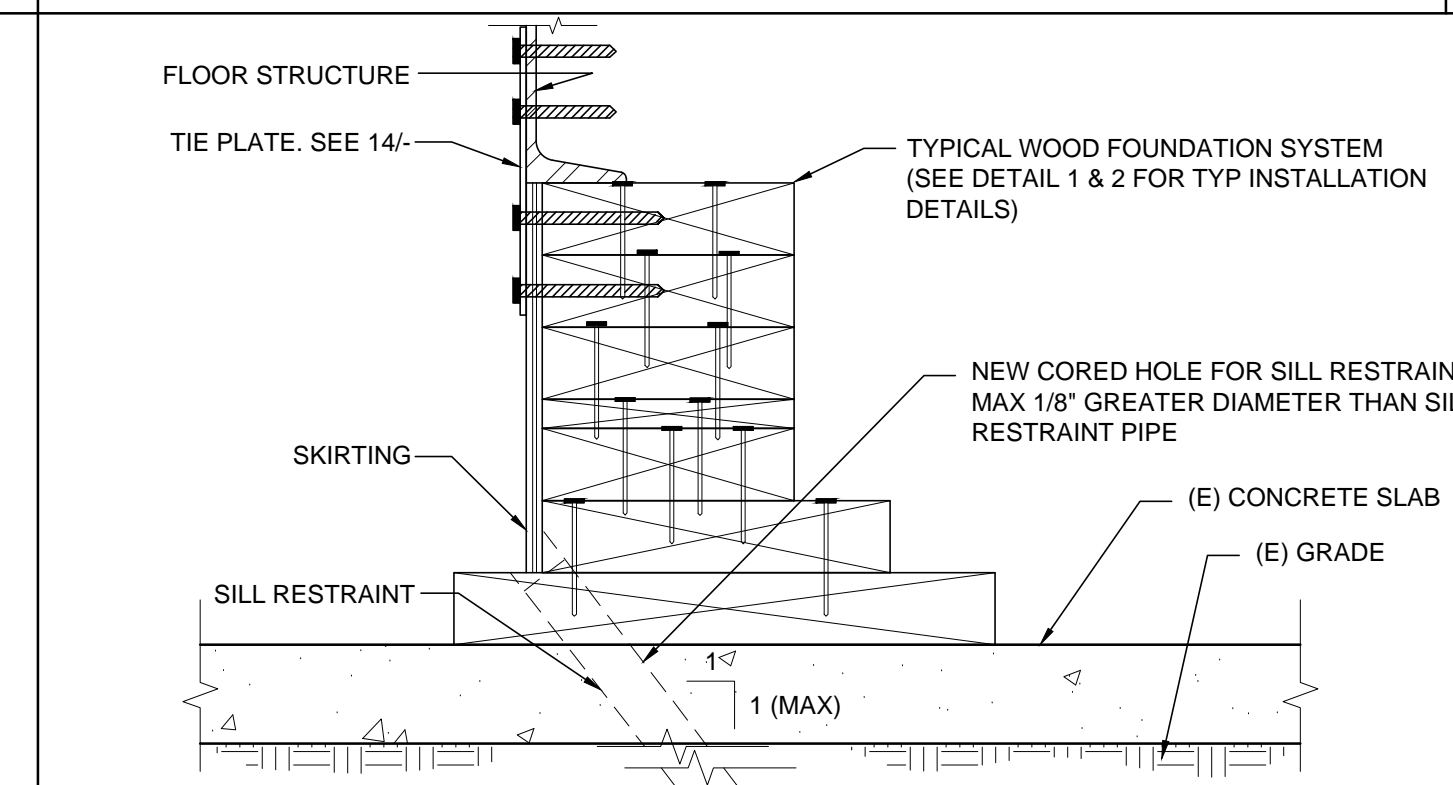 FLOOR STRUCTURE
TIE PLATE. SEE 14/-
TYPICAL WOOD FOUNDATION SYSTEM
(SEE DETAIL 1 & 2 FOR TYP INSTALLATION
DETAILS)
NEW CORED HOLE FOR SILL
MAX 1/8" GREATER DIAMETER THAN
RESTRAINT PIPE
SKIRTING
(E) CONCRETE SLAB
(E) GRADE
SILL RESTRAINT
1
1 (MAX)